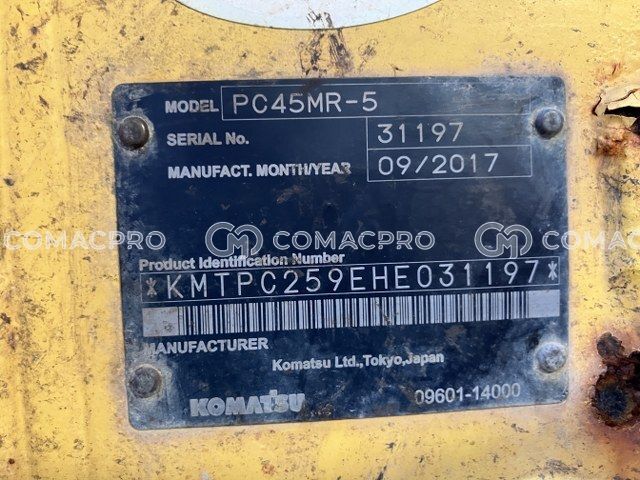 MODEL PC45MR-5
SERIAL No. 31197
MANUFACT. MONTH/YEAR 09/2017
COMACPRO COMACPRO COMACPRO
Product Identification Number
*KMTPC259EHE031197*
MANUFACTURER
Komatsu Ltd.,Tokyo,Japan
KOMATSU 09601-14000